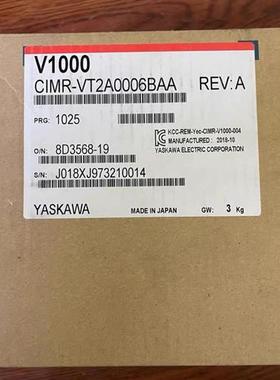 V1000
CIMR-VT2A0006BAA REV: A
PRG: 1025
KCC-REM-Yec-CIMR-V1000-004
MANUFACTURED : 2018-10
YASKAWA ELECTRIC CORPORATION
O/N: 8D3568-19
S/N: J018XJ973210014
YASKAWA MADE IN JAPAN GW: 3 Kg